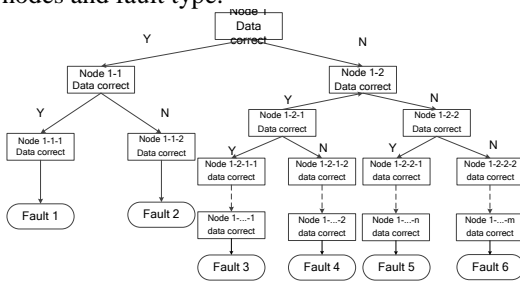 nodes and fault type.
Node 1
Data
correct
Y
N
Node 1-1
Data correct
Node 1-2
Data correct
Y
N
Y
N
Node 1-2-1
Data correct
Node 1-2-2
Data correct
Node 1-1-1
Data correct
Node 1-1-2
Data correct
Y
N
Y
N
Node 1-2-1-1
Data correct
Node 1-2-1-2
Data correct
Node 1-2-2-1
Data correct
Node 1-2-2-2
Data correct
Fault 1
Fault 2
Node 1-...-1
data correct
Node 1-...-2
data correct
Node 1-...-n
data correct
Node 1-...-m
data correct
Fault 3
Fault 4
Fault 5
Fault 6